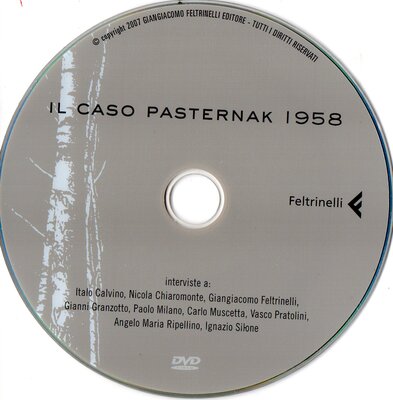 © copyright 2007 GIANGIACOMO FELTRINELLI EDITORE - TUTTI I DIRITTI RISERVATI
IL CASO PASTERNAK 1958
Feltrinelli
interviste a:
Italo Calvino, Nicola Chiaromonte, Giangiacomo Feltrinelli,
Gianni Granzotto, Paolo Milano, Carlo Muscetta, Vasco Pratolini,
Angelo Maria Ripellino, Ignazio Silone
DVD